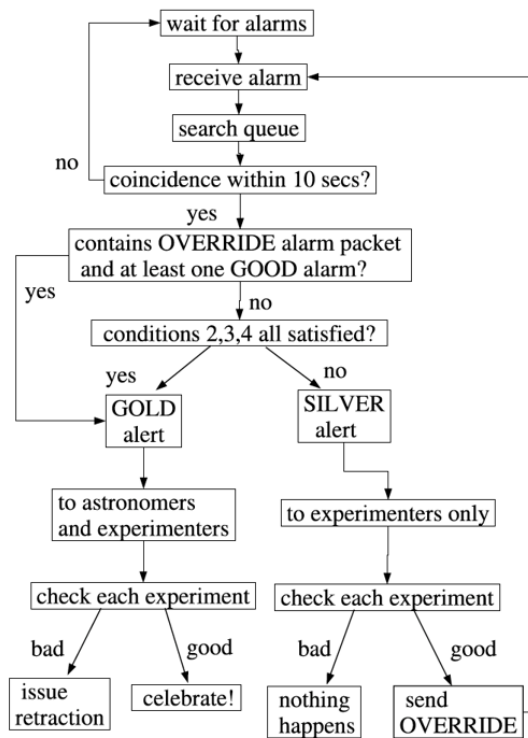 wait for alarms
receive alarm
search queue
no
coincidence within 10 secs?
yes
contains OVERRIDE alarm packet
and at least one GOOD alarm?
yes
no
conditions 2,3,4 all satisfied?
yes
no
GOLD
alert
SILVER
alert
to astronomers
and experimenters
to experimenters only
check each experiment
check each experiment
bad
good
bad
good
issue
retraction
celebrate!
nothing
happens
send
OVERRIDE